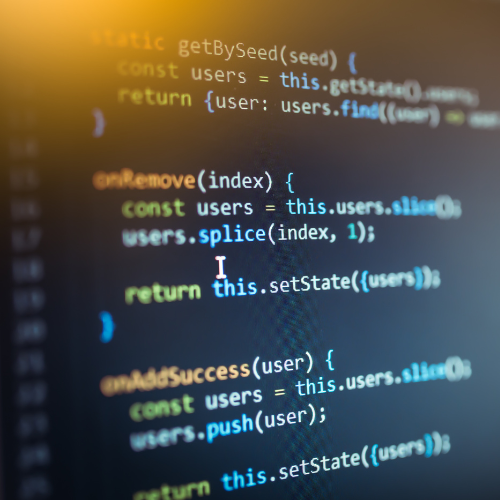 static getBySeed(seed) {
const users = this.getState().users;
return {user: users.find((user) =>
}
onRemove(index) {
const users = this.users.slice();
users.splice(index, 1);
return this.setState({users});
}
onAddSuccess(user) {
const users = this.users.slice();
users.push(user);
return this.setState({users});